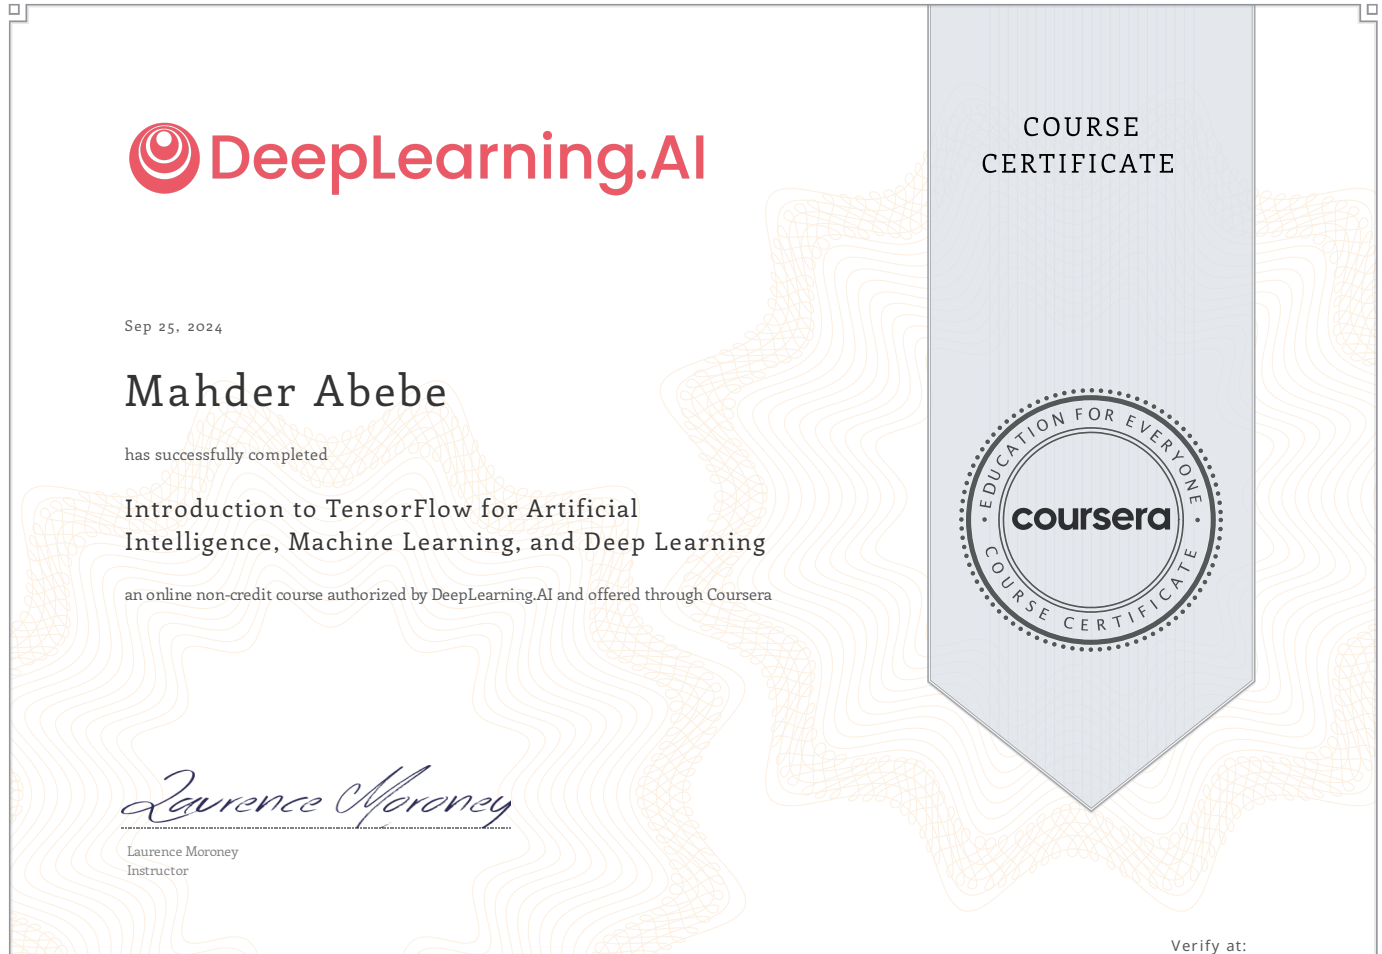 DeepLearning.AI
COURSE
CERTIFICATE
Sep 25, 2024
Mahder Abebe
has successfully completed
Introduction to TensorFlow for Artificial
Intelligence, Machine Learning, and Deep Learning
an online non-credit course authorized by DeepLearning.AI and offered through Coursera
EDUCATION FOR EVERYONE
coursera
COURSE CERTIFICATE
Laurence Moroney
Laurence Moroney
Instructor
Verify at: